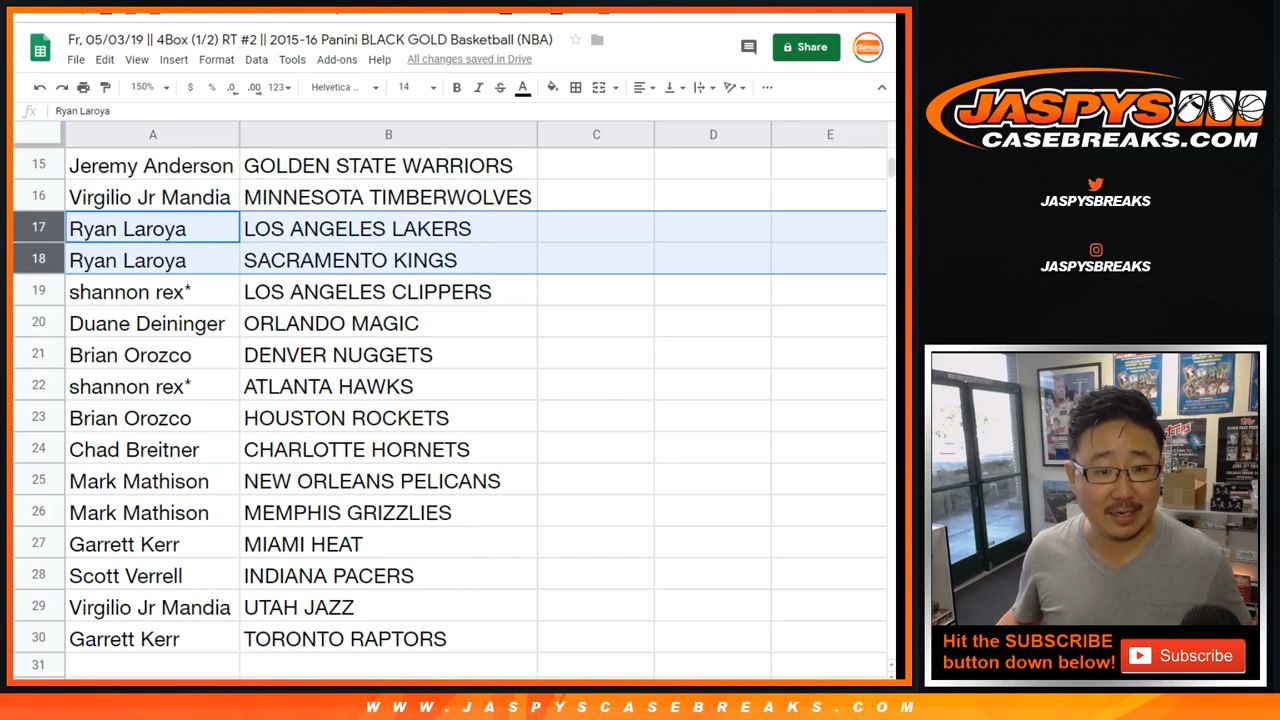 Fr, 05/03/19 || 4Box (1/2) RT #2 || 2015-16 Panini BLACK GOLD Basketball (NBA)
File Edit View Insert Format Data Tools Add-ons Help All changes saved in Drive
Share
150% $ % .0 .00 123 Helvetica ... 14 B I S A
fx Ryan Laroya
A B C D E
15 Jeremy Anderson GOLDEN STATE WARRIORS
16 Virgilio Jr Mandia MINNESOTA TIMBERWOLVES
17 Ryan Laroya LOS ANGELES LAKERS
18 Ryan Laroya SACRAMENTO KINGS
19 shannon rex* LOS ANGELES CLIPPERS
20 Duane Deininger ORLANDO MAGIC
21 Brian Orozco DENVER NUGGETS
22 shannon rex* ATLANTA HAWKS
23 Brian Orozco HOUSTON ROCKETS
24 Chad Breitner CHARLOTTE HORNETS
25 Mark Mathison NEW ORLEANS PELICANS
26 Mark Mathison MEMPHIS GRIZZLIES
27 Garrett Kerr MIAMI HEAT
28 Scott Verrell INDIANA PACERS
29 Virgilio Jr Mandia UTAH JAZZ
30 Garrett Kerr TORONTO RAPTORS
31
JASPYS
CASEBREAKS.COM
JASPYSBREAKS
JASPYSBREAKS
topps
Hit the SUBSCRIBE
button down below!
Subscribe
WWW.JASPYSCASEBREAKS.COM